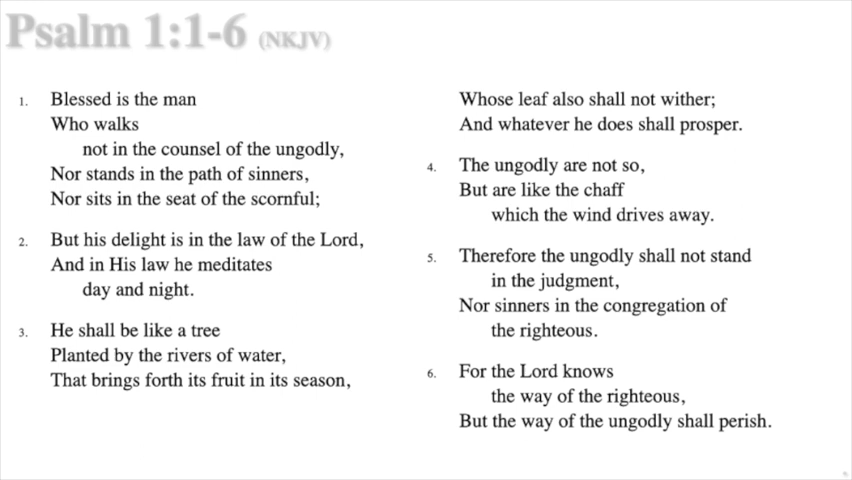 Psalm 1:1-6 (NKJV)
1. Blessed is the man
Who walks
not in the counsel of the ungodly,
Nor stands in the path of sinners,
Nor sits in the seat of the scornful;
2. But his delight is in the law of the Lord,
And in His law he meditates
day and night.
3. He shall be like a tree
Planted by the rivers of water,
That brings forth its fruit in its season,
Whose leaf also shall not wither;
And whatever he does shall prosper.
4. The ungodly are not so,
But are like the chaff
which the wind drives away.
5. Therefore the ungodly shall not stand
in the judgment,
Nor sinners in the congregation of
the righteous.
6. For the Lord knows
the way of the righteous,
But the way of the ungodly shall perish.